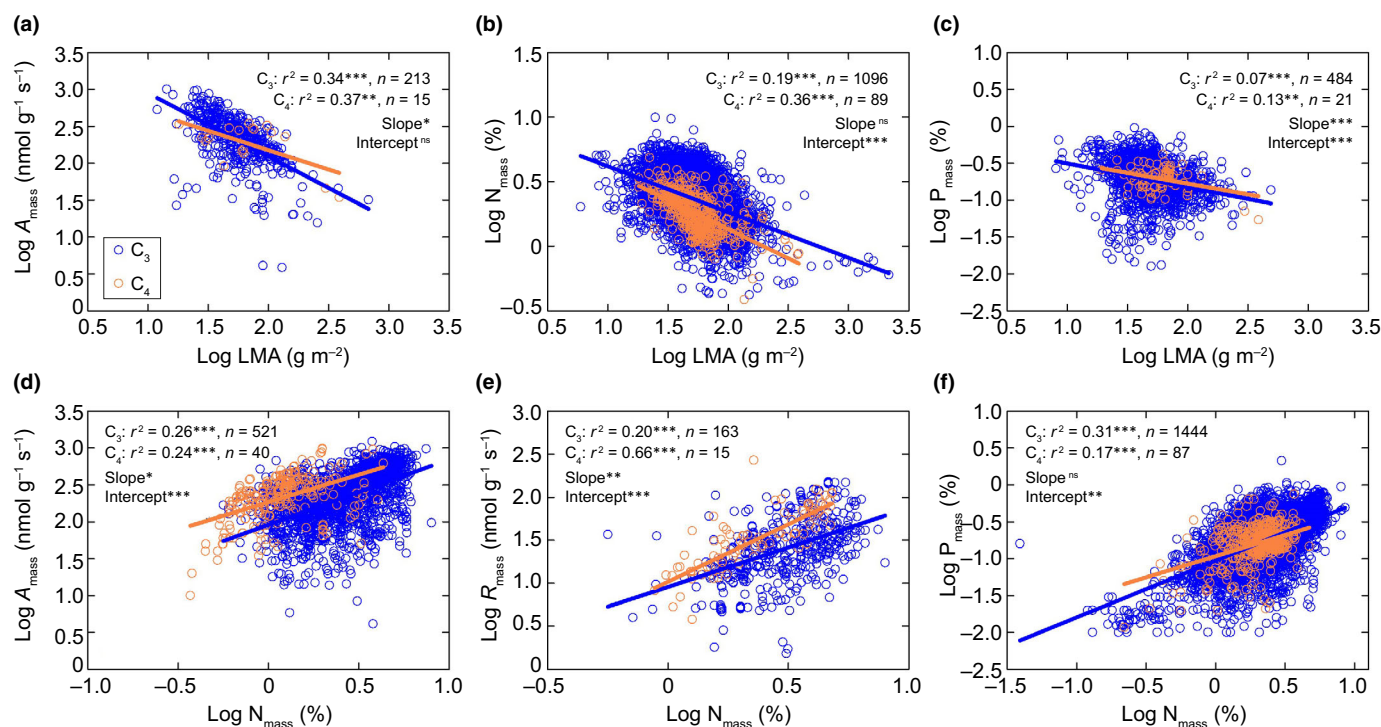 (a)
C₃: r² = 0.34***, n = 213
C₄: r² = 0.37**, n = 15
Slope*
Intercept ns
3.5
3.0
2.5
2.0
1.5
1.0
0.5
0
Log A mass (nmol g⁻¹ s⁻¹)
C₃
C₄
0.5 1.0 1.5 2.0 2.5 3.0 3.5
Log LMA (g m⁻²)
(b)
C₃: r² = 0.19***, n = 1096
C₄: r² = 0.36***, n = 89
Slope ns
Intercept***
1.5
1.0
0.5
0
–0.5
Log N mass (%)
0.5 1.0 1.5 2.0 2.5 3.0 3.5
Log LMA (g m⁻²)
(c)
C₃: r² = 0.07***, n = 484
C₄: r² = 0.13**, n = 21
Slope***
Intercept***
1.0
0.5
0
–0.5
–1.0
–1.5
–2.0
–2.5
Log P mass (%)
0.5 1.0 1.5 2.0 2.5 3.0 3.5
Log LMA (g m⁻²)
(d)
C₃: r² = 0.26***, n = 521
C₄: r² = 0.24***, n = 40
Slope*
Intercept***
3.5
3.0
2.5
2.0
1.5
1.0
0.5
0
Log A mass (nmol g⁻¹ s⁻¹)
–1.0 –0.5 0 0.5 1.0
Log N mass (%)
(e)
C₃: r² = 0.20***, n = 163
C₄: r² = 0.66***, n = 15
Slope**
Intercept***
3.0
2.5
2.0
1.5
1.0
0.5
0
Log R mass (nmol g⁻¹ s⁻¹)
–0.5 0 0.5 1.0
Log N mass (%)
(f)
C₃: r² = 0.31***, n = 1444
C₄: r² = 0.17***, n = 87
Slope ns
Intercept**
1.0
0.5
0
–0.5
–1.0
–1.5
–2.0
–2.5
Log P mass (%)
–1.5 –1.0 –0.5 0 0.5 1.0
Log N mass (%)